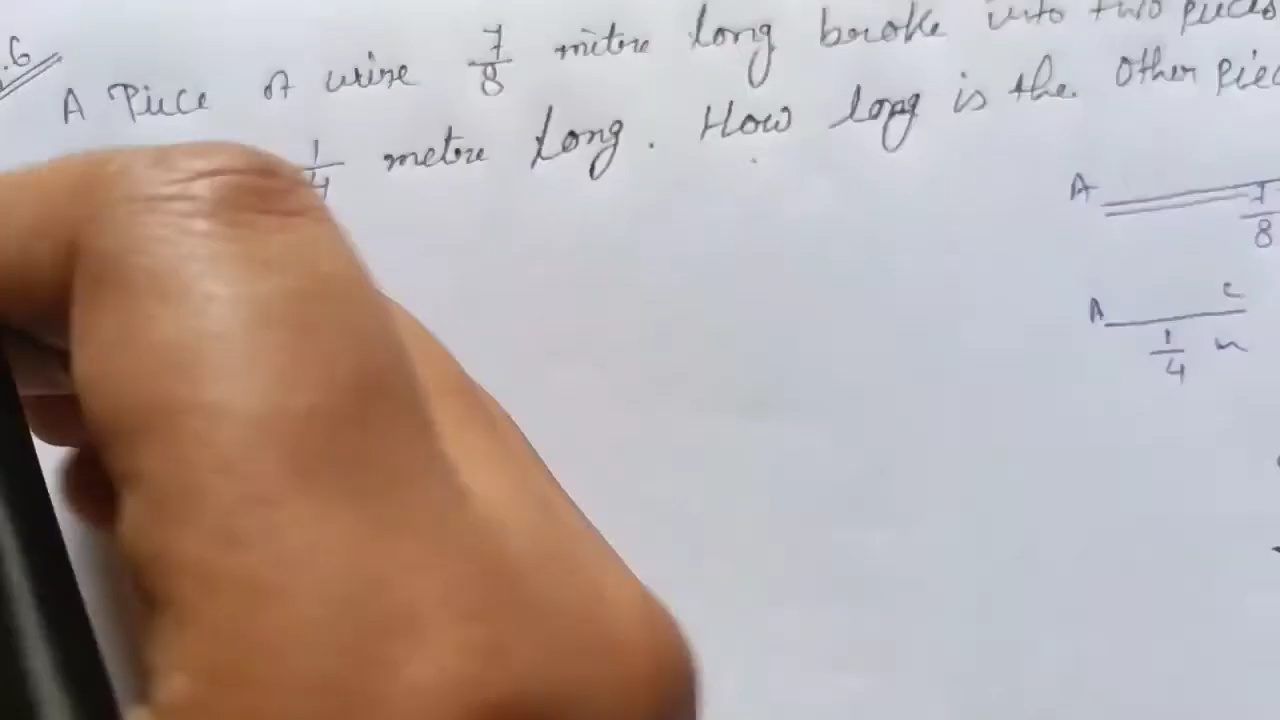 .6
A Piece of wire 7/8 metre long broke into two pieces
1/4 metre long. How long is the other piec
A
7/8
A c
1/4 m